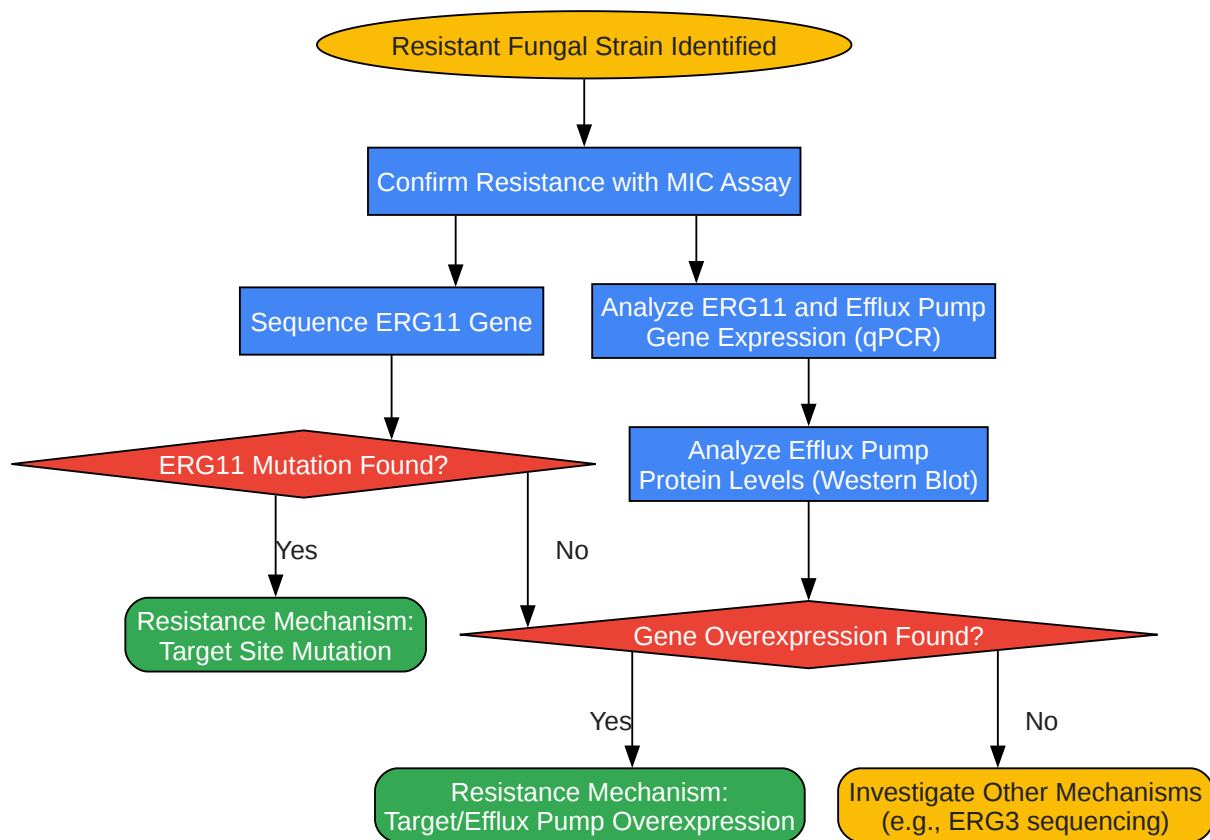 Resistant Fungal Strain Identified
Confirm Resistance with MIC Assay
Sequence ERG11 Gene
Analyze ERG11 and Efflux Pump
Gene Expression (qPCR)
ERG11 Mutation Found?
Analyze Efflux Pump
Protein Levels (Western Blot)
Yes
No
Resistance Mechanism:
Target Site Mutation
Gene Overexpression Found?
Yes
No
Resistance Mechanism:
Target/Efflux Pump Overexpression
Investigate Other Mechanisms
(e.g., ERG3 sequencing)